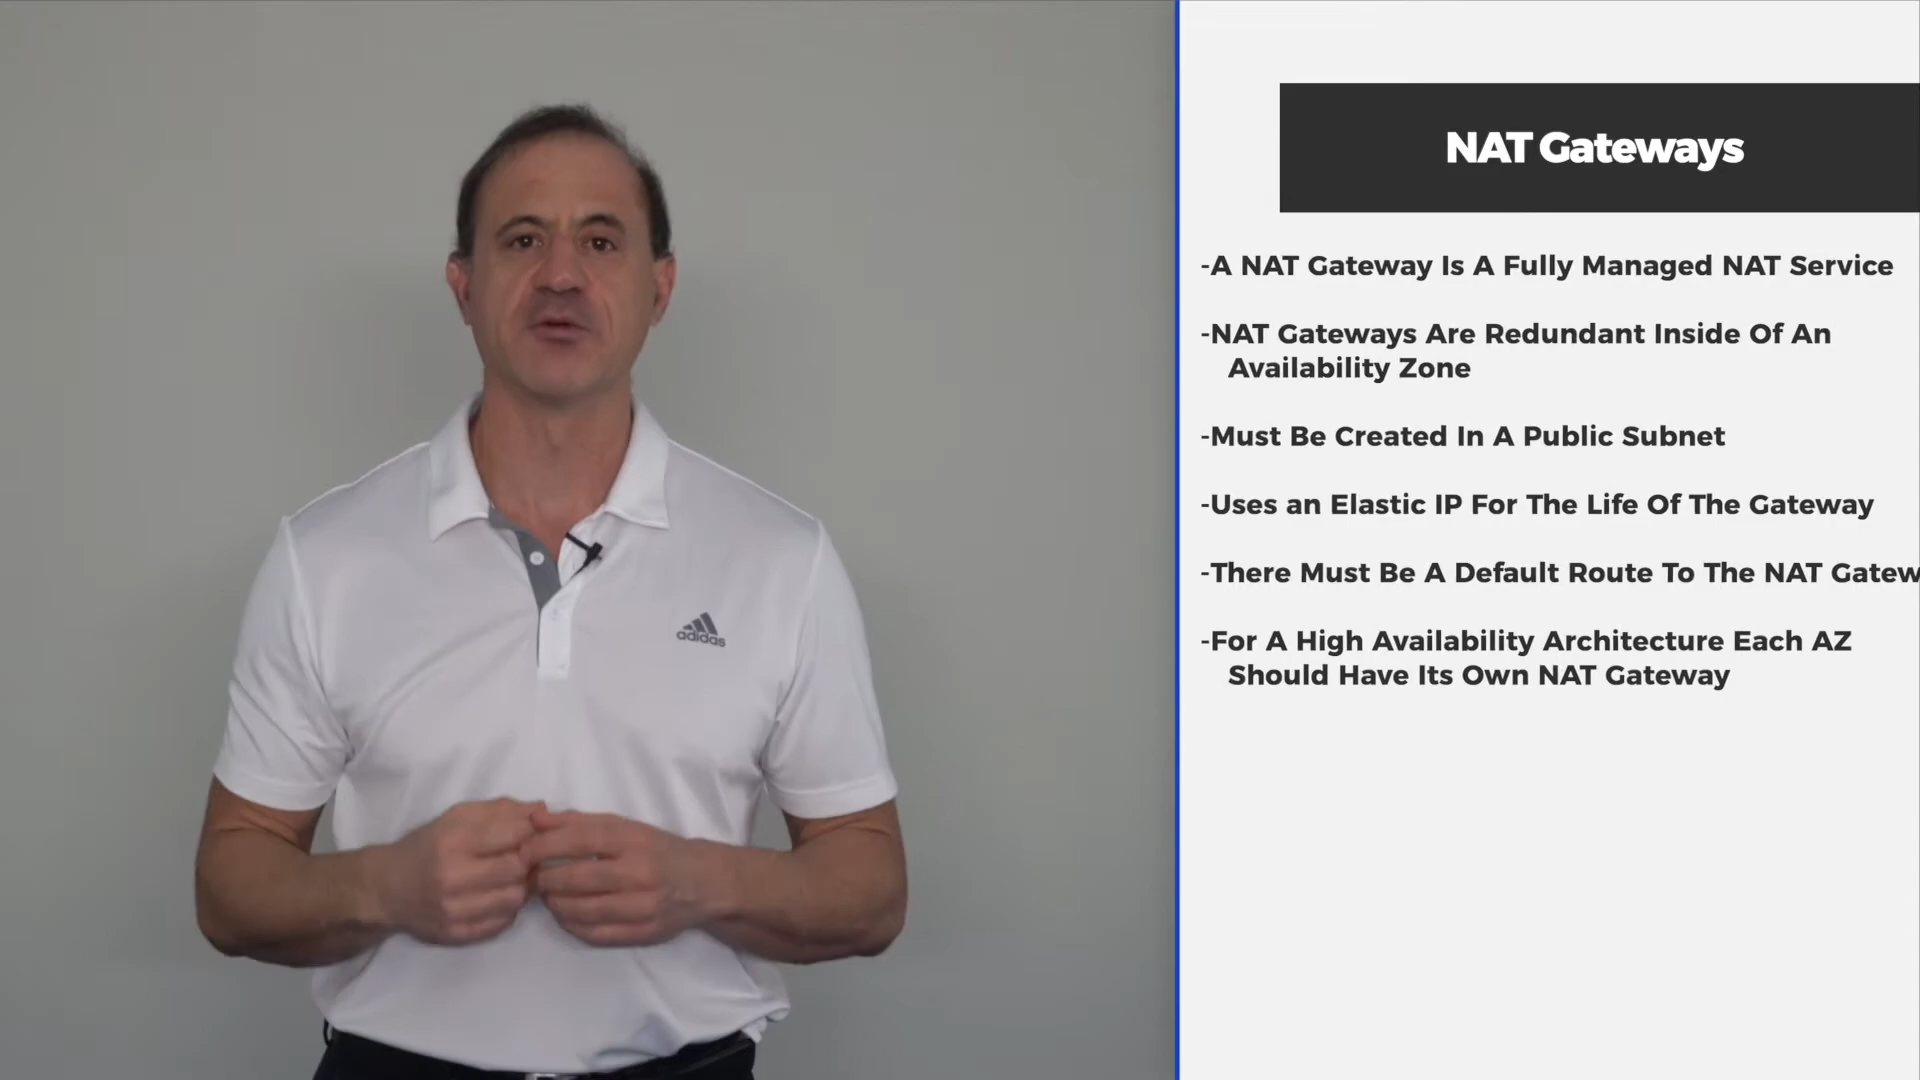 NAT Gateways
-A NAT Gateway Is A Fully Managed NAT Service
-NAT Gateways Are Redundant Inside Of An
Availability Zone
-Must Be Created In A Public Subnet
-Uses an Elastic IP For The Life Of The Gateway
-There Must Be A Default Route To The NAT Gatew
-For A High Availability Architecture Each AZ
Should Have Its Own NAT Gateway
adidas